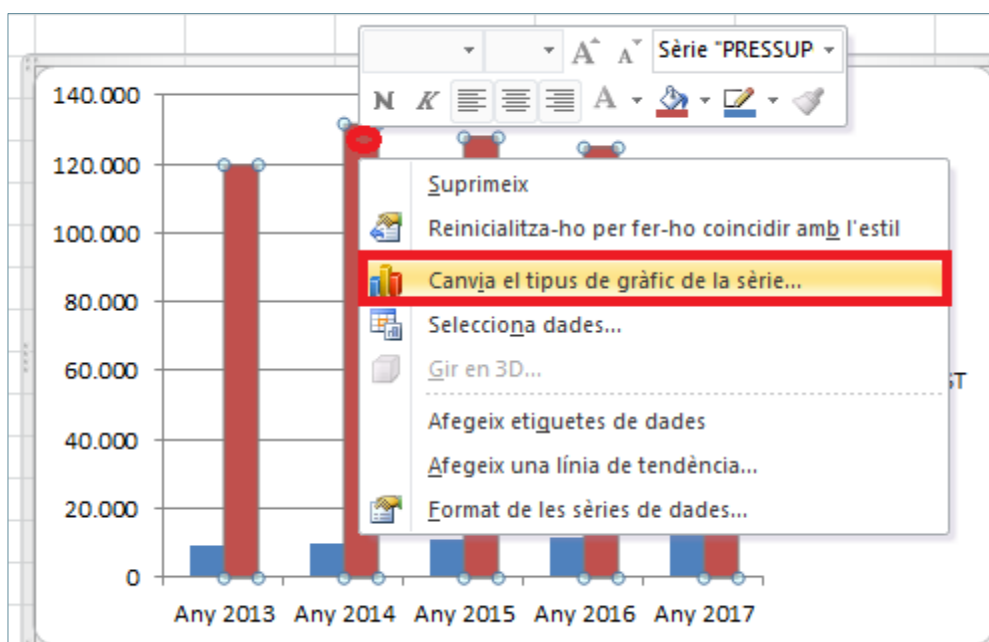 Sèrie "PRESSUP
A A
N K A
140.000
120.000
100.000
80.000
60.000
40.000
20.000
0
Suprimeix
Reinicialitza-ho per fer-ho coincidir amb l'estil
Canvia el tipus de gràfic de la sèrie...
Selecciona dades...
Gir en 3D...
Afegeix etiquetes de dades
Afegeix una línia de tendència...
Format de les sèries de dades...
Any 2013 Any 2014 Any 2015 Any 2016 Any 2017